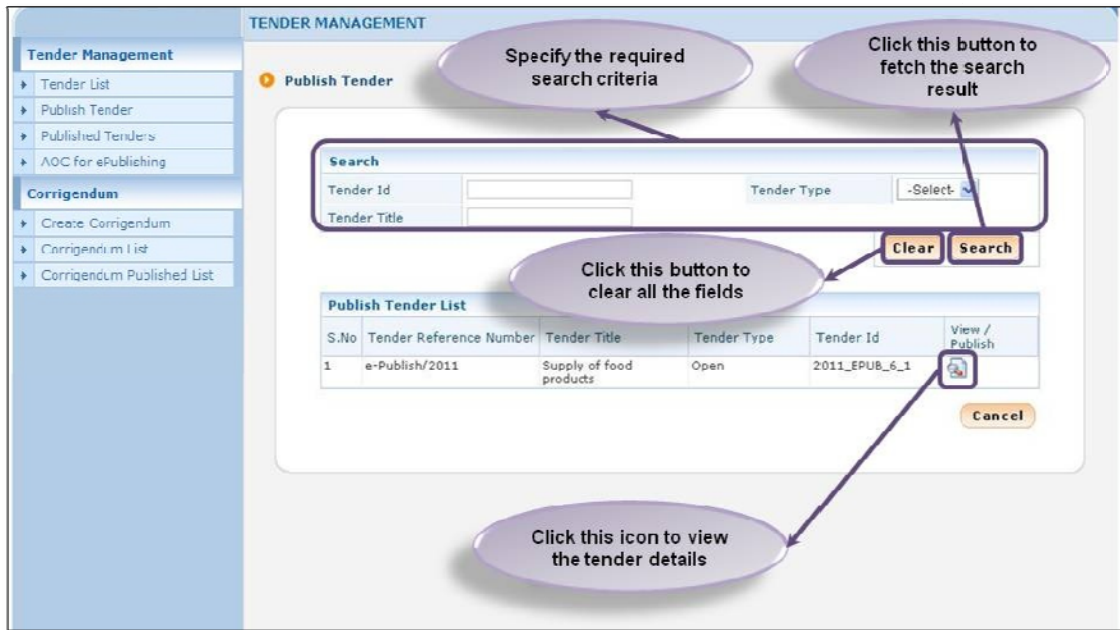 TENDER MANAGEMENT
Tender Management
Tender List
Publish Tender
Published Tenders
AOC for ePublishing
Corrigendum
Create Corrigendum
Corrigendum List
Corrigendum Published List
Publish Tender
Specify the required
search criteria
Click this button to
fetch the search
result
Search
Tender Id Tender Type -Select-
Tender Title
Clear Search
Click this button to
clear all the fields
Publish Tender List
S.No Tender Reference Number Tender Title Tender Type Tender Id View /
Publish
1 e-Publish/2011 Supply of food Open 2011_EPUB_6_1
products
Cancel
Click this icon to view
the tender details